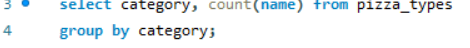 3 select category, count(name) from pizza_types
4 group by category;